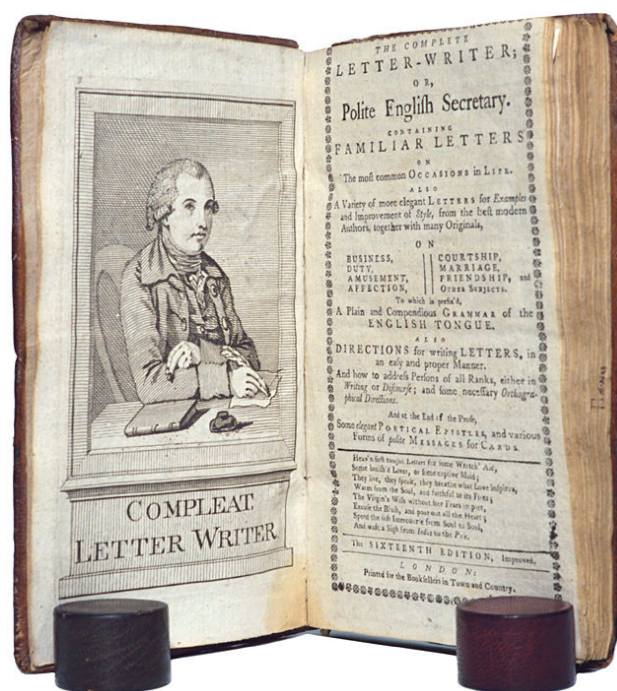 COMPLEAT
LETTER WRITER
THE COMPLETE
LETTER-WRITER;
OR,
Polite Engliſh Secretary.
CONTAINING
FAMILIAR LETTERS
ON
The moſt common OCCASIONS in LIFE.
ALSO
A Variety of more elegant LETTERS for Examples
and Improvement of Style, from the beſt modern
Authors, together with many Originals,
ON
BUSINESS, COURTSHIP,
DUTY, MARRIAGE,
AMUSEMENT, FRIENDSHIP, and
AFFECTION, OTHER SUBJECTS.
To which is prefix'd,
A Plain and Compendious GRAMMAR of the
ENGLISH TONGUE.
ALSO
DIRECTIONS for writing LETTERS, in
an eaſy and proper Manner.
And how to addreſs Perſons of all Ranks, either in
Writing or Diſcourſe; and ſome neceſſary Orthogra-
phical Directions.
And at the End of the Proſe,
Some elegant POETICAL EPISTLES, and various
Forms of polite MESSAGES for CARDS.
Heav'n firſt taught Letters for ſome Wretch' Aid,
Some baniſh'd Lover, or ſome captive Maid;
They live, they ſpeak, they breathe what Love inſpires,
Warm from the Soul, and faithful to its Fires;
The Virgin's Wiſh without her Fears impart,
Excuſe the Bluſh, and pour out all the Heart;
Speed the ſoft Intercourſe from Soul to Soul,
And waft a Sigh from Indus to the Pole.
The SIXTEENTH EDITION, Improved.
LONDON:
Printed for the Bookſellers in Town and Country.